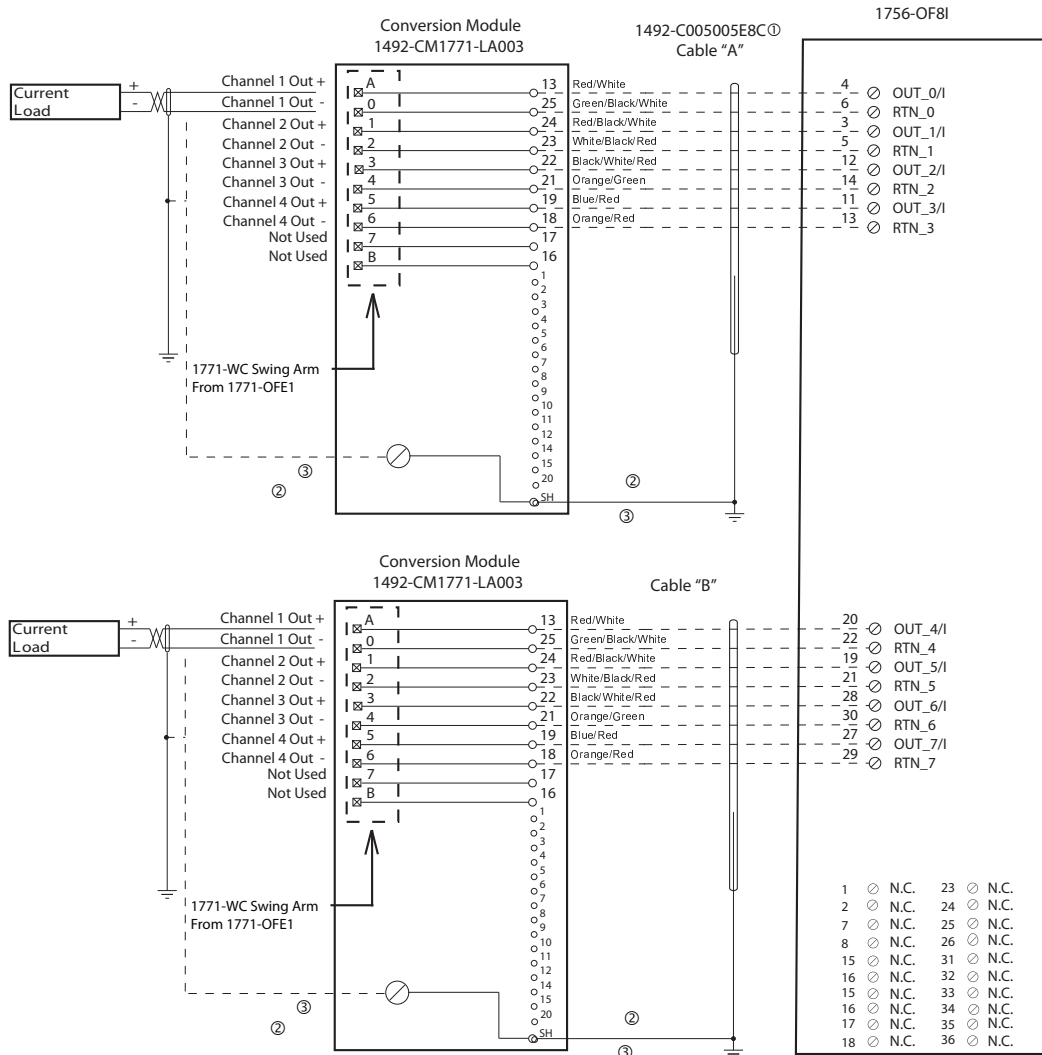 1756-OF8I
Conversion Module
1492-CM1771-LA003
1492-C005005E8C①
Cable "A"
Current
Load
+
-
Channel 1 Out +
Channel 1 Out -
Channel 2 Out +
Channel 2 Out -
Channel 3 Out +
Channel 3 Out -
Channel 4 Out +
Channel 4 Out -
Not Used
Not Used
A
0
1
2
3
4
5
6
7
B
13 Red/White
25 Green/Black/White
24 Red/Black/White
23 White/Black/Red
22 Black/White/Red
21 Orange/Green
19 Blue/Red
18 Orange/Red
17
16
1
2
3
4
5
6
7
8
9
10
11
12
14
15
20
SH
4 OUT_0/I
6 RTN_0
3 OUT_1/I
5 RTN_1
12 OUT_2/I
14 RTN_2
11 OUT_3/I
13 RTN_3
1771-WC Swing Arm
From 1771-OFE1
③
②
②
③
Conversion Module
1492-CM1771-LA003
Cable "B"
Current
Load
+
-
Channel 1 Out +
Channel 1 Out -
Channel 2 Out +
Channel 2 Out -
Channel 3 Out +
Channel 3 Out -
Channel 4 Out +
Channel 4 Out -
Not Used
Not Used
A
0
1
2
3
4
5
6
7
B
13 Red/White
25 Green/Black/White
24 Red/Black/White
23 White/Black/Red
22 Black/White/Red
21 Orange/Green
19 Blue/Red
18 Orange/Red
17
16
1
2
3
4
5
6
7
8
9
10
11
12
14
15
20
SH
20 OUT_4/I
22 RTN_4
19 OUT_5/I
21 RTN_5
28 OUT_6/I
30 RTN_6
27 OUT_7/I
29 RTN_7
1771-WC Swing Arm
From 1771-OFE1
③
②
②
③
1 N.C. 23 N.C.
2 N.C. 24 N.C.
7 N.C. 25 N.C.
8 N.C. 26 N.C.
15 N.C. 31 N.C.
16 N.C. 32 N.C.
15 N.C. 33 N.C.
16 N.C. 34 N.C.
17 N.C. 35 N.C.
18 N.C. 36 N.C.